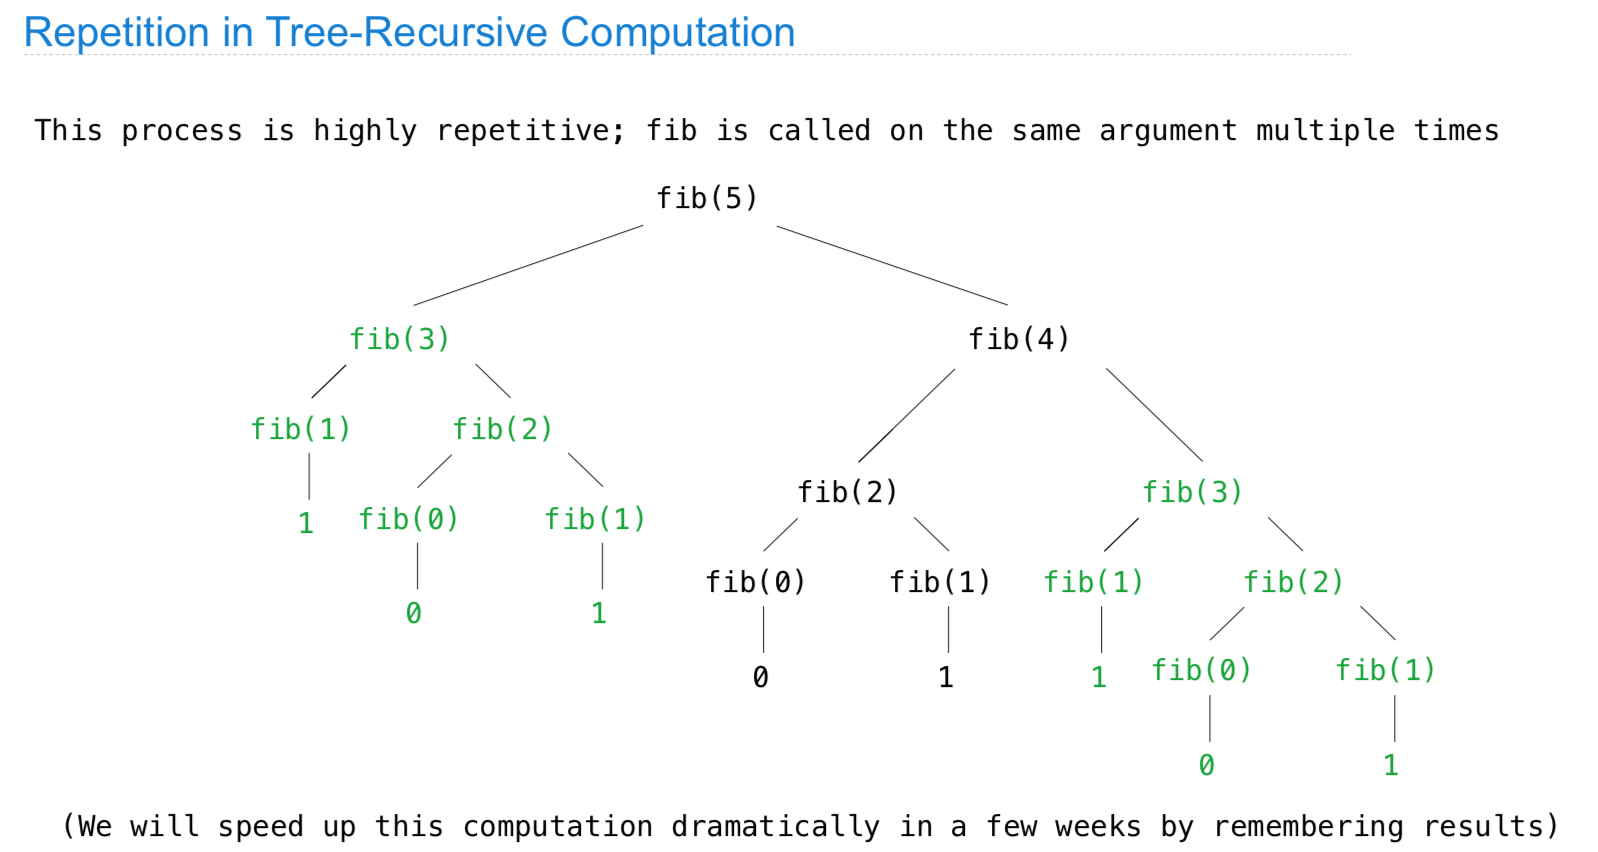 Repetition in Tree-Recursive Computation
This process is highly repetitive; fib is called on the same argument multiple times
fib(5)
fib(3) fib(4)
fib(1) fib(2)
fib(2) fib(3)
1 fib(0) fib(1)
fib(0) fib(1) fib(1) fib(2)
0 1
0 1 1 fib(0) fib(1)
0 1
(We will speed up this computation dramatically in a few weeks by remembering results)